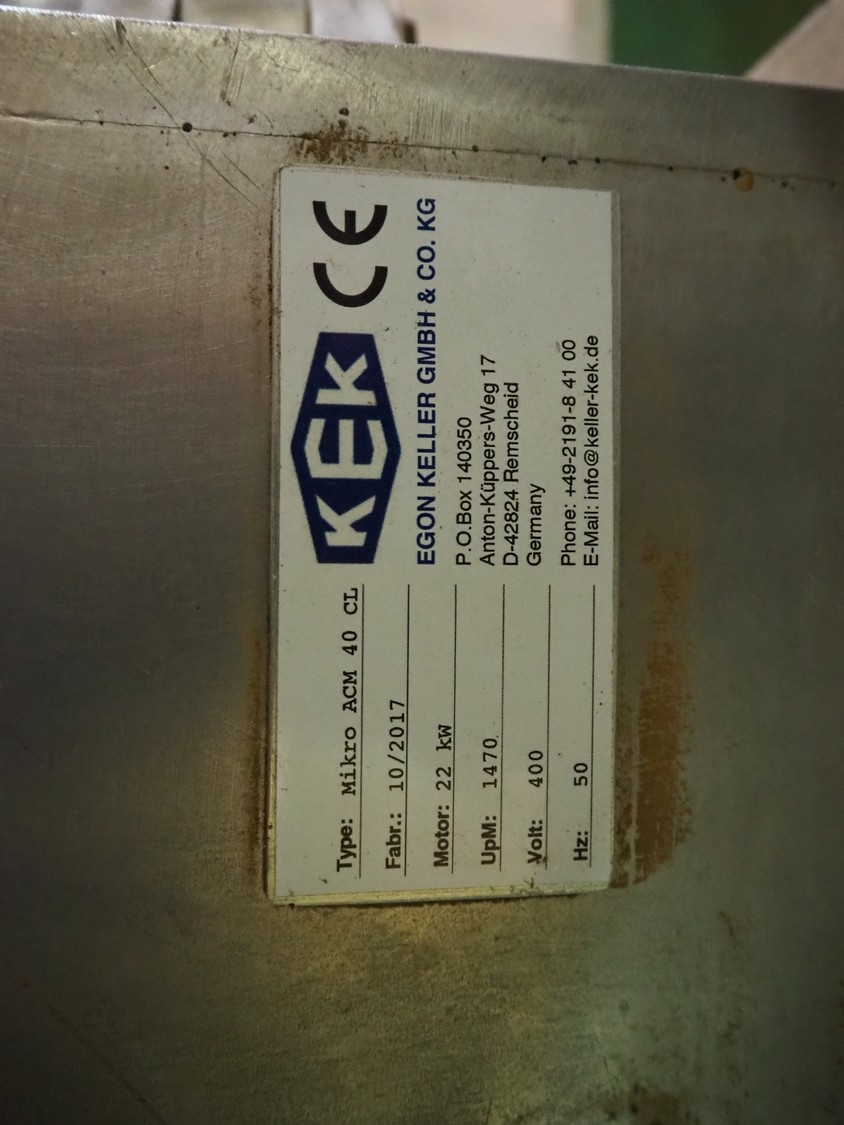 Type: Mikro ACM 40 CL
Fabr.: 10/2017
Motor: 22 kW
UpM: 1470
Volt: 400
Hz: 50
KEK CE
EGON KELLER GMBH & CO. KG
P.O.Box 140350
Anton-Küppers-Weg 17
D-42824 Remscheid
Germany
Phone: +49-2191-8 41 00
E-Mail: info@keller-kek.de